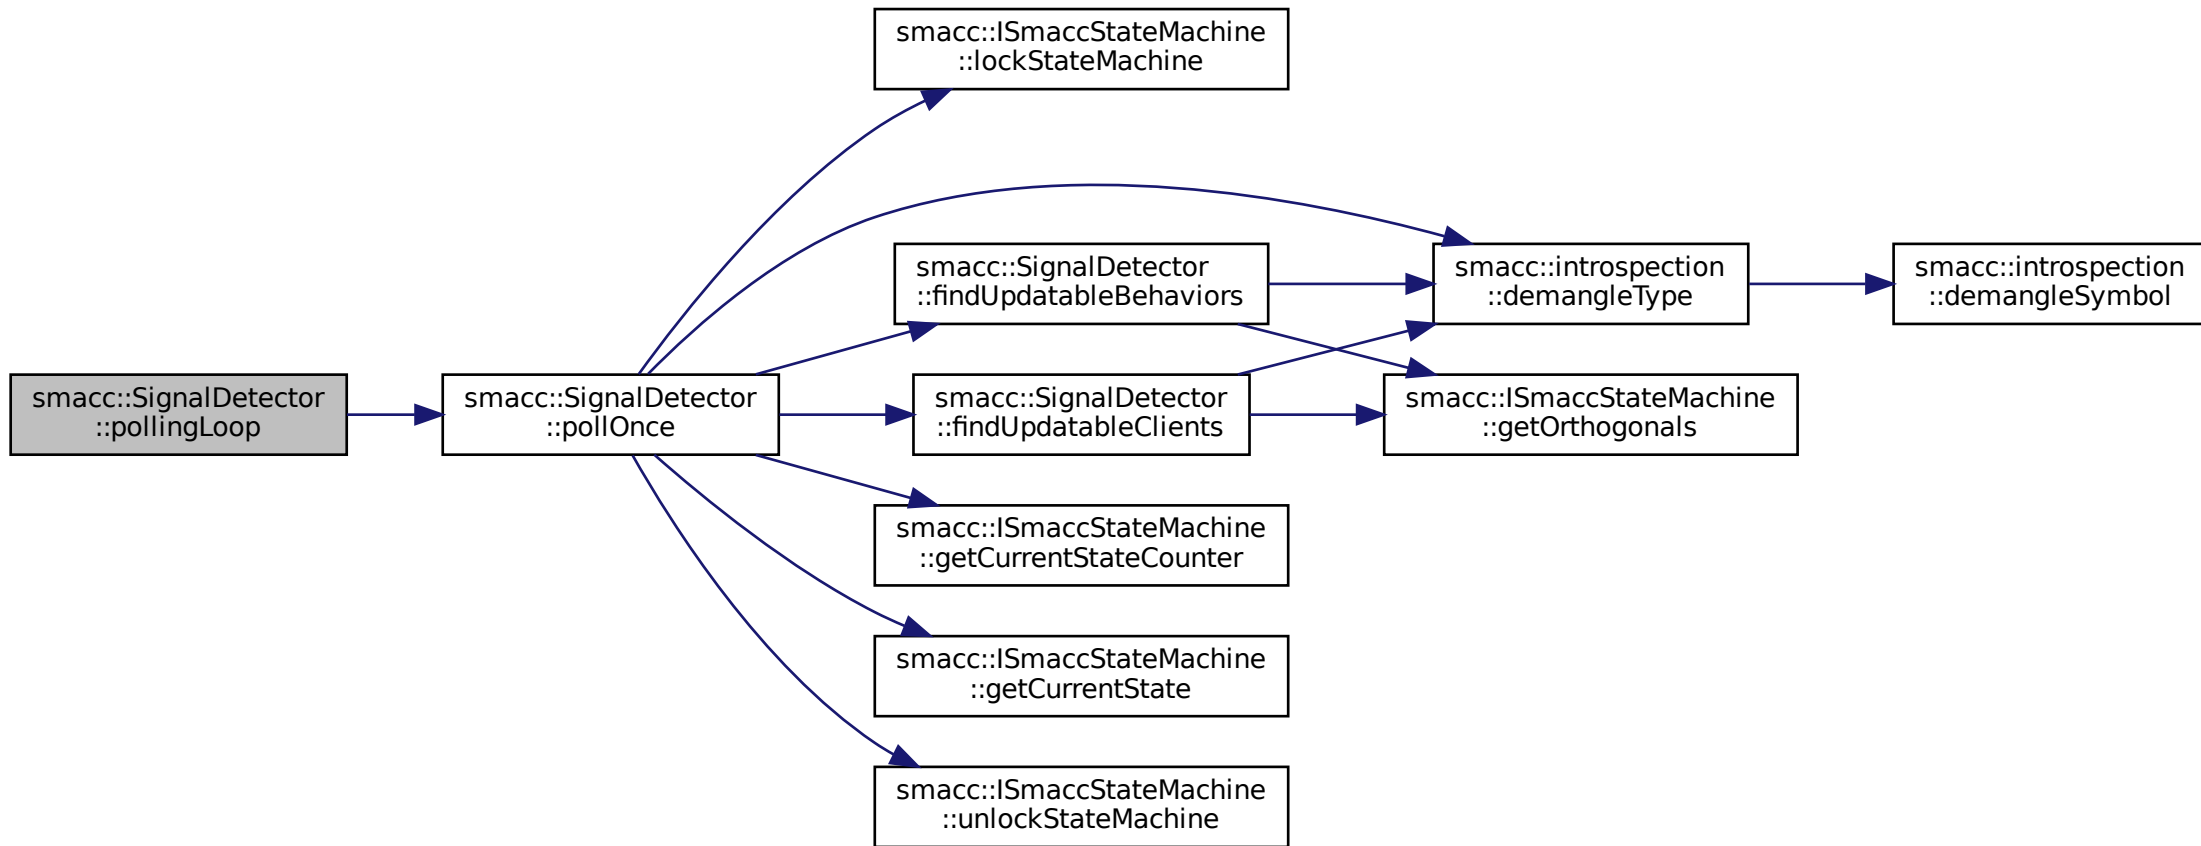 smacc::ISmaccStateMachine
::lockStateMachine
smacc::SignalDetector
::findUpdatableBehaviors
smacc::introspection
::demangleType
smacc::introspection
::demangleSymbol
smacc::SignalDetector
::pollingLoop
smacc::SignalDetector
::pollOnce
smacc::SignalDetector
::findUpdatableClients
smacc::ISmaccStateMachine
::getOrthogonals
smacc::ISmaccStateMachine
::getCurrentStateCounter
smacc::ISmaccStateMachine
::getCurrentState
smacc::ISmaccStateMachine
::unlockStateMachine